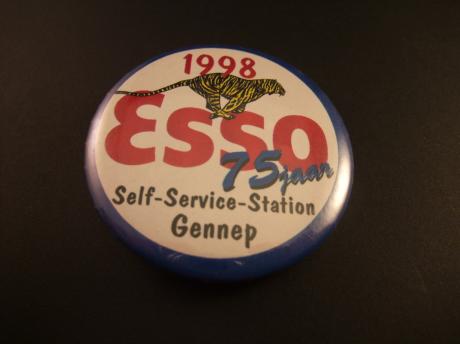 1998
Esso
75 jaar
Self-Service-Station
Gennep